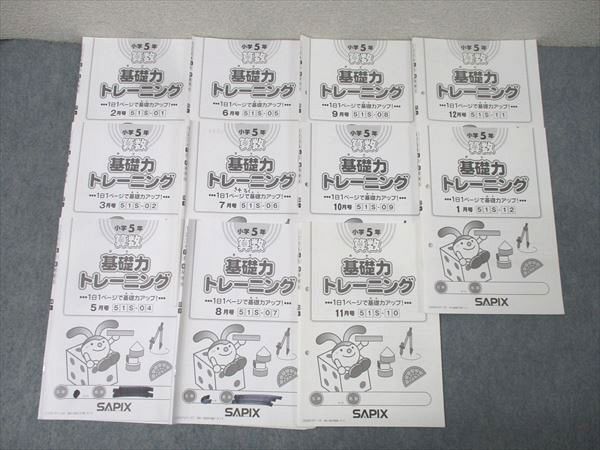 小学5年
算数
基礎力
トレーニング
1日1ページで基礎力アップ!
2月号 51S-01
小学5年
算数
基礎力
トレーニング
1日1ページで基礎力アップ!
3月号 51S-02
小学5年
算数
基礎力
トレーニング
1日1ページで基礎力アップ!
5月号 51S-04
SAPIX
小学5年
算数
基礎力
トレーニング
1日1ページで基礎力アップ!
6月号 51S-05
小学5年
算数
基礎力
トレーニング
1日1ページで基礎力アップ!
7月号 51S-06
小学5年
算数
基礎力
トレーニング
1日1ページで基礎力アップ!
8月号 51S-07
SAPIX
小学5年
算数
基礎力
トレーニング
1日1ページで基礎力アップ!
9月号 51S-08
小学5年
算数
基礎力
トレーニング
1日1ページで基礎力アップ!
10月号 51S-09
小学5年
算数
基礎力
トレーニング
1日1ページで基礎力アップ!
11月号 51S-10
SAPIX
小学5年
算数
基礎力
トレーニング
1日1ページで基礎力アップ!
12月号 51S-11
小学5年
算数
基礎力
トレーニング
1日1ページで基礎力アップ!
1月号 51S-12
SAPIX